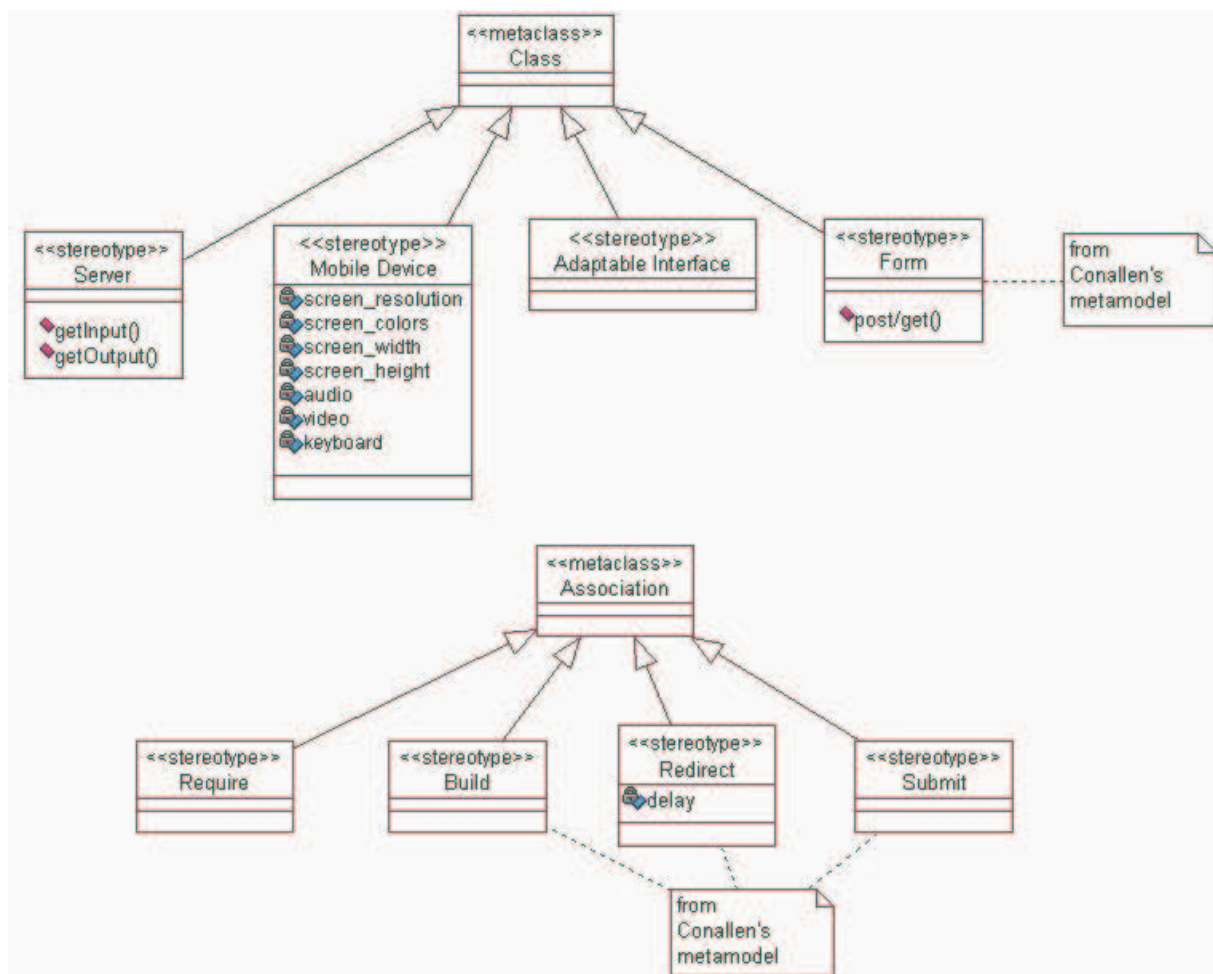 <<metaclass>>
Class
<<stereotype>>
Server
getInput()
getOutput()
<<stereotype>>
Mobile Device
screen_resolution
screen_colors
screen_width
screen_height
audio
video
keyboard
<<stereotype>>
Adaptable Interface
<<stereotype>>
Form
post/get()
from
Conallen's
metamodel
<<metaclass>>
Association
<<stereotype>>
Require
<<stereotype>>
Build
<<stereotype>>
Redirect
delay
<<stereotype>>
Submit
from
Conallen's
metamodel